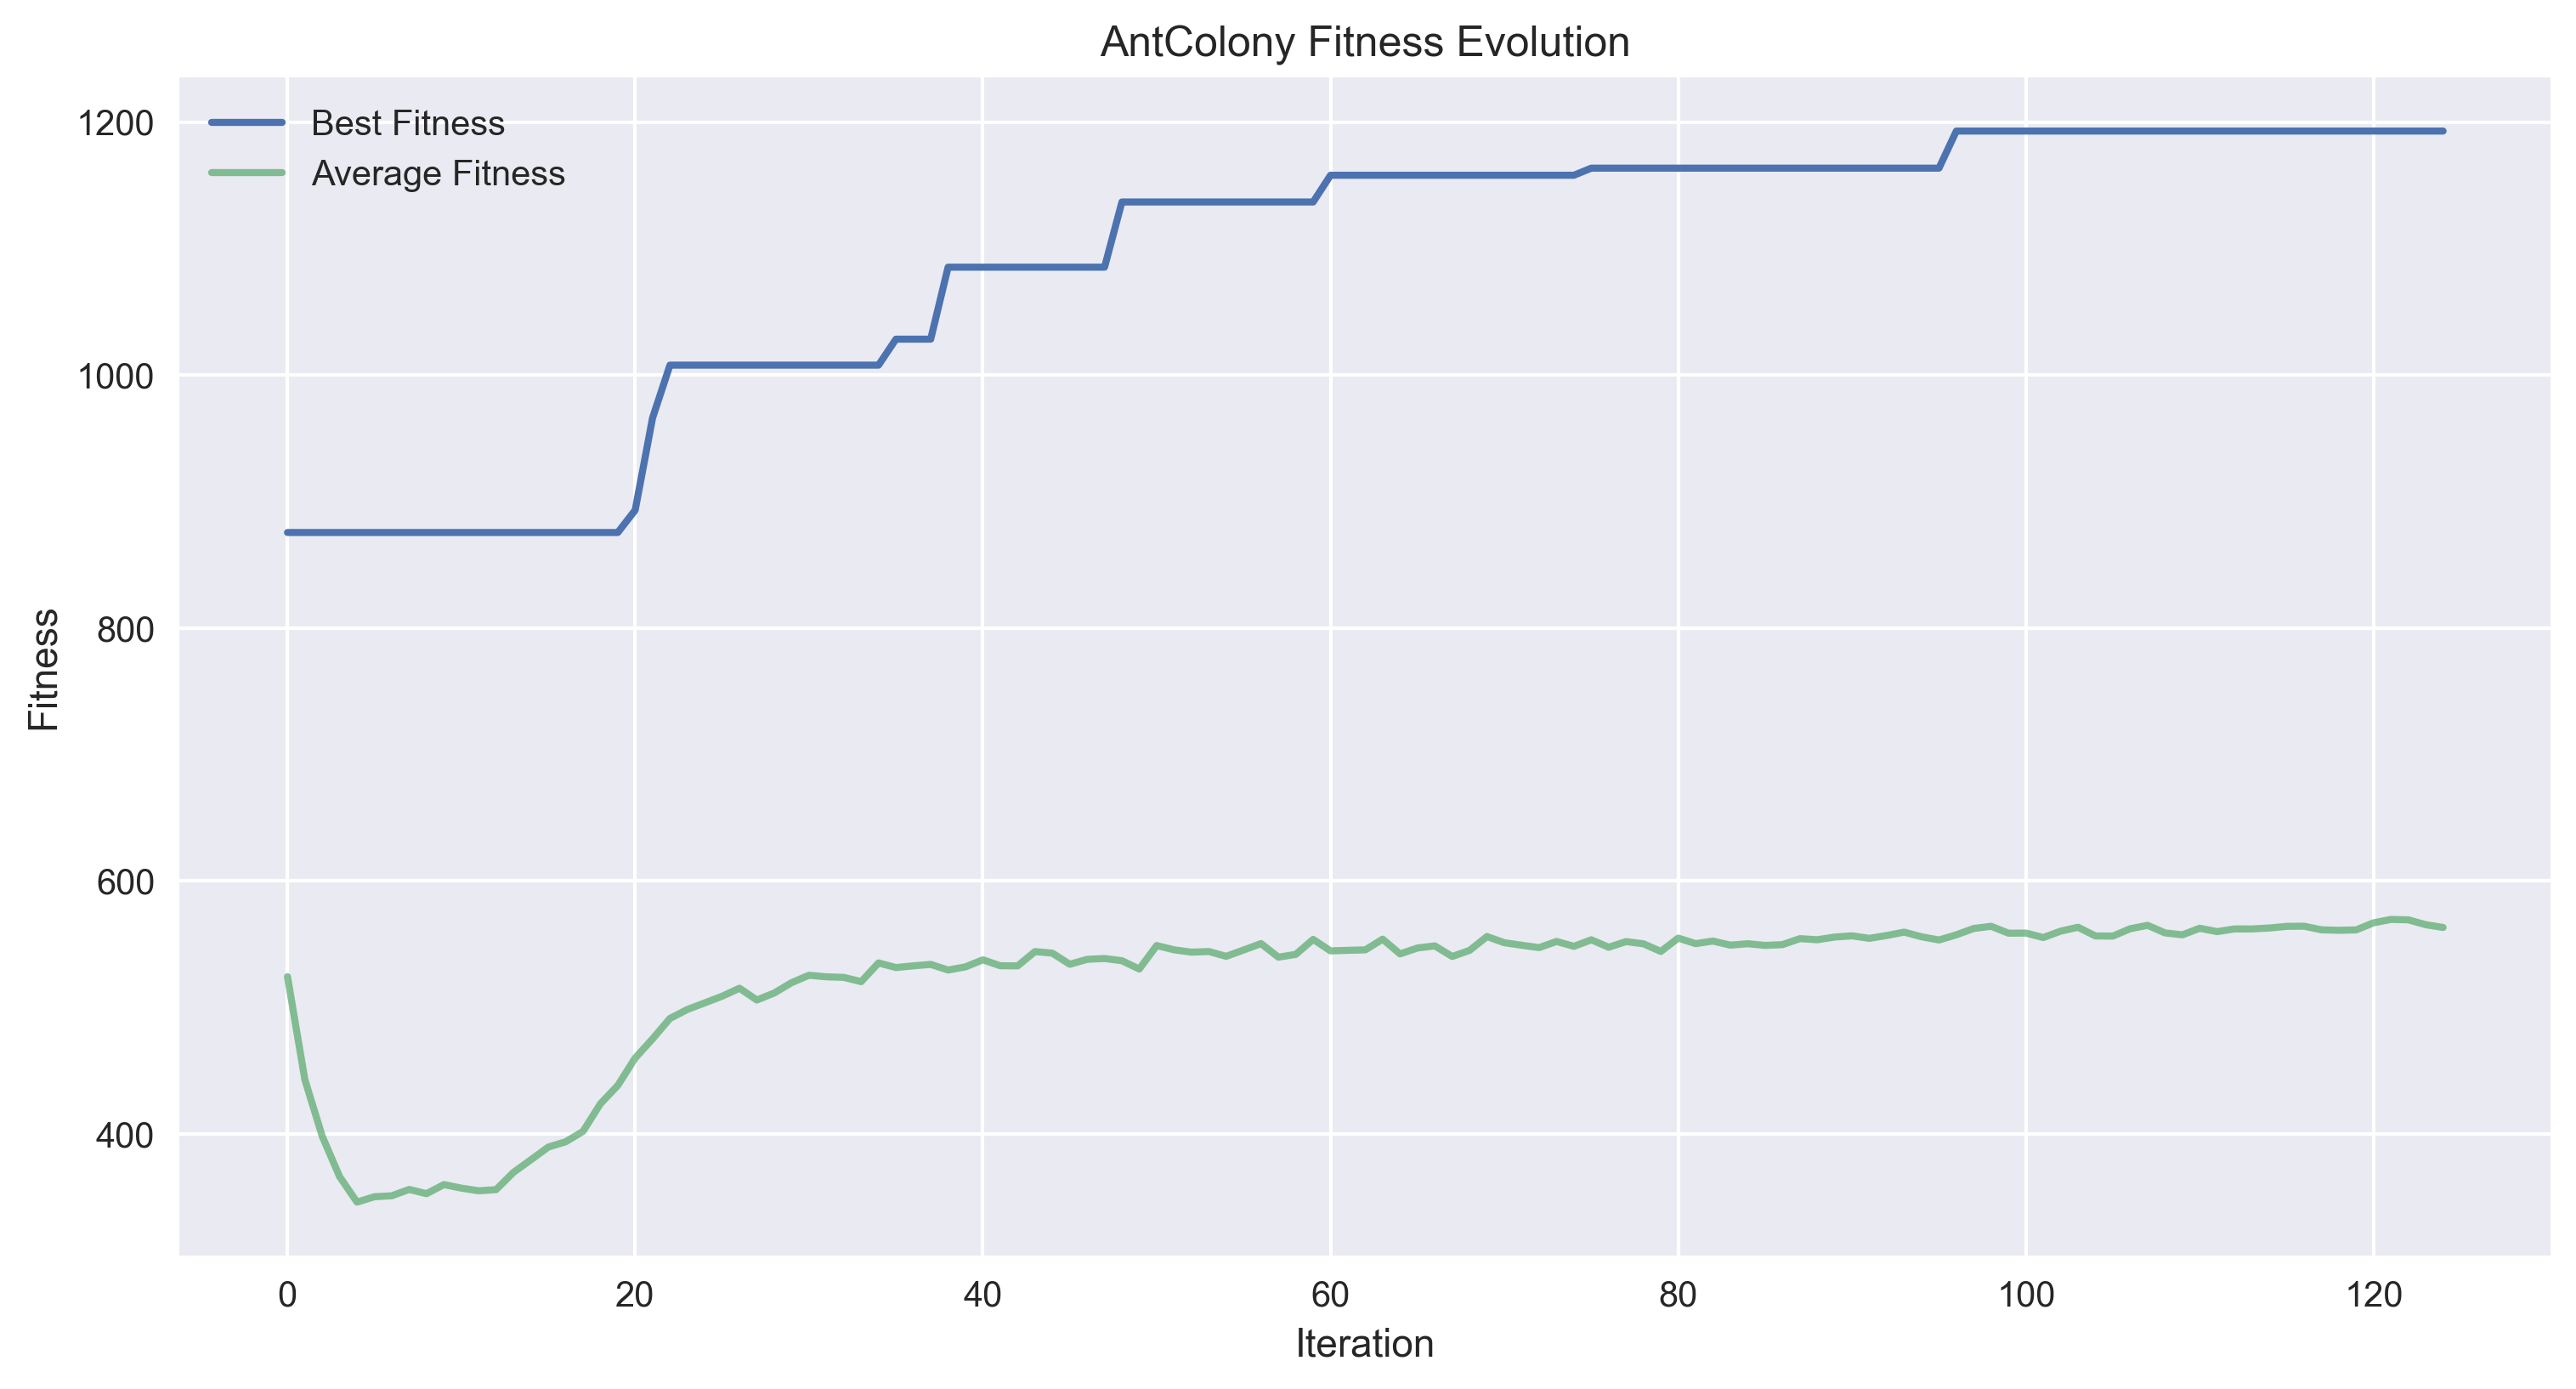 AntColony Fitness Evolution
Best Fitness
Average Fitness
1200
1000
800
600
400
Fitness
0 20 40 60 80 100 120
Iteration